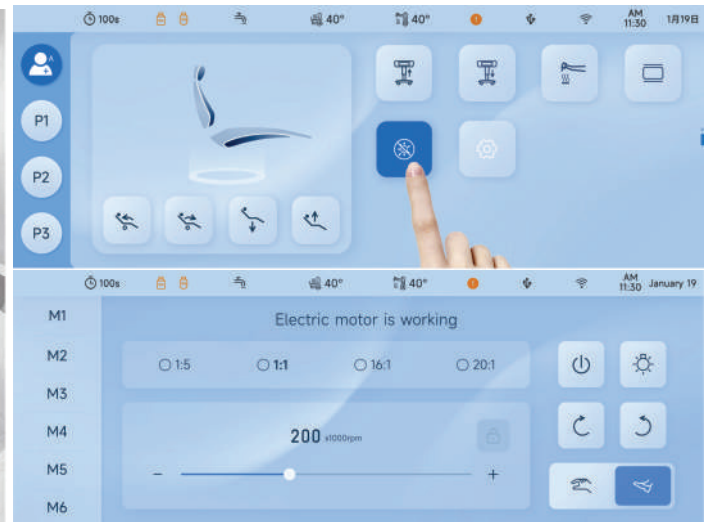 100s 40° 40° AM 11:30 1月19日
P1
P2
P3
100s 40° 40° AM 11:30 January 19
M1
Electric motor is working
M2
1:5 1:1 16:1 20:1
M3
M4
200 x1000rpm
M5
- +
M6